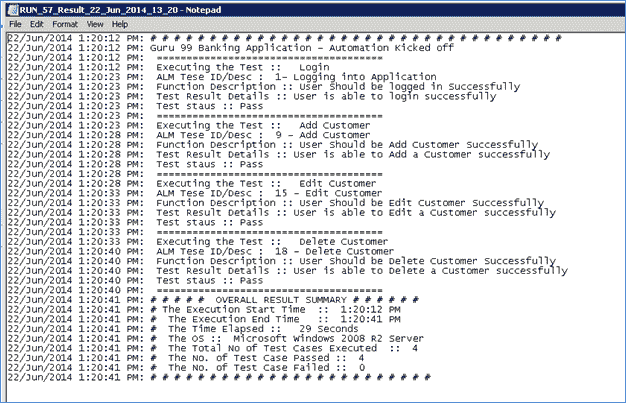 RUN_57_Result_22_Jun_2014_13_20 - Notepad
File Edit Format View Help
22/Jun/2014 1:20:12 PM: # # # # # # # # # # # # # # # # # # # # # # # # # # # # # # # # # #
22/Jun/2014 1:20:12 PM: Guru 99 Banking Application - Automation Kicked off
22/Jun/2014 1:20:12 PM: =====================================
22/Jun/2014 1:20:12 PM: Executing the Test :: Login
22/Jun/2014 1:20:23 PM: ALM Tese ID/Desc : 1- Logging into Application
22/Jun/2014 1:20:23 PM: Function Description :: User Should be logged in Successfully
22/Jun/2014 1:20:23 PM: Test Result Details :: User is able to login successfully
22/Jun/2014 1:20:23 PM: Test staus :: Pass
22/Jun/2014 1:20:23 PM: =====================================
22/Jun/2014 1:20:23 PM: Executing the Test :: Add Customer
22/Jun/2014 1:20:28 PM: ALM Tese ID/Desc : 9 - Add Customer
22/Jun/2014 1:20:28 PM: Function Description :: User Should be Add Customer Successfully
22/Jun/2014 1:20:28 PM: Test Result Details :: User is able to Add a Customer successfully
22/Jun/2014 1:20:28 PM: Test staus :: Pass
22/Jun/2014 1:20:28 PM: =====================================
22/Jun/2014 1:20:28 PM: Executing the Test :: Edit Customer
22/Jun/2014 1:20:33 PM: ALM Tese ID/Desc : 15 - Edit Customer
22/Jun/2014 1:20:33 PM: Function Description :: User Should be Edit Customer Successfully
22/Jun/2014 1:20:33 PM: Test Result Details :: User is able to Edit a Customer successfully
22/Jun/2014 1:20:33 PM: Test staus :: Pass
22/Jun/2014 1:20:33 PM: =====================================
22/Jun/2014 1:20:33 PM: Executing the Test :: Delete Customer
22/Jun/2014 1:20:40 PM: ALM Tese ID/Desc : 18 - Delete Customer
22/Jun/2014 1:20:40 PM: Function Description :: User Should be Delete Customer Successfully
22/Jun/2014 1:20:40 PM: Test Result Details :: User is able to Delete a Customer successfully
22/Jun/2014 1:20:40 PM: Test staus :: Pass
22/Jun/2014 1:20:40 PM: =====================================
22/Jun/2014 1:20:41 PM: # # # # # OVERALL RESULT SUMMARY # # # # # #
22/Jun/2014 1:20:41 PM: # The Execution Start Time :: 1:20:12 PM
22/Jun/2014 1:20:41 PM: # The Execution End Time :: 1:20:41 PM
22/Jun/2014 1:20:41 PM: # The Time Elapsed :: 29 Seconds
22/Jun/2014 1:20:41 PM: # The OS :: Microsoft Windows 2008 R2 Server
22/Jun/2014 1:20:41 PM: # The Total No of Test Cases Executed :: 4
22/Jun/2014 1:20:41 PM: # The No. of Test Case Passed :: 4
22/Jun/2014 1:20:41 PM: # The No. of Test Case Failed :: 0
22/Jun/2014 1:20:41 PM: # # # # # # # # # # # # # # # # # # # # # # #